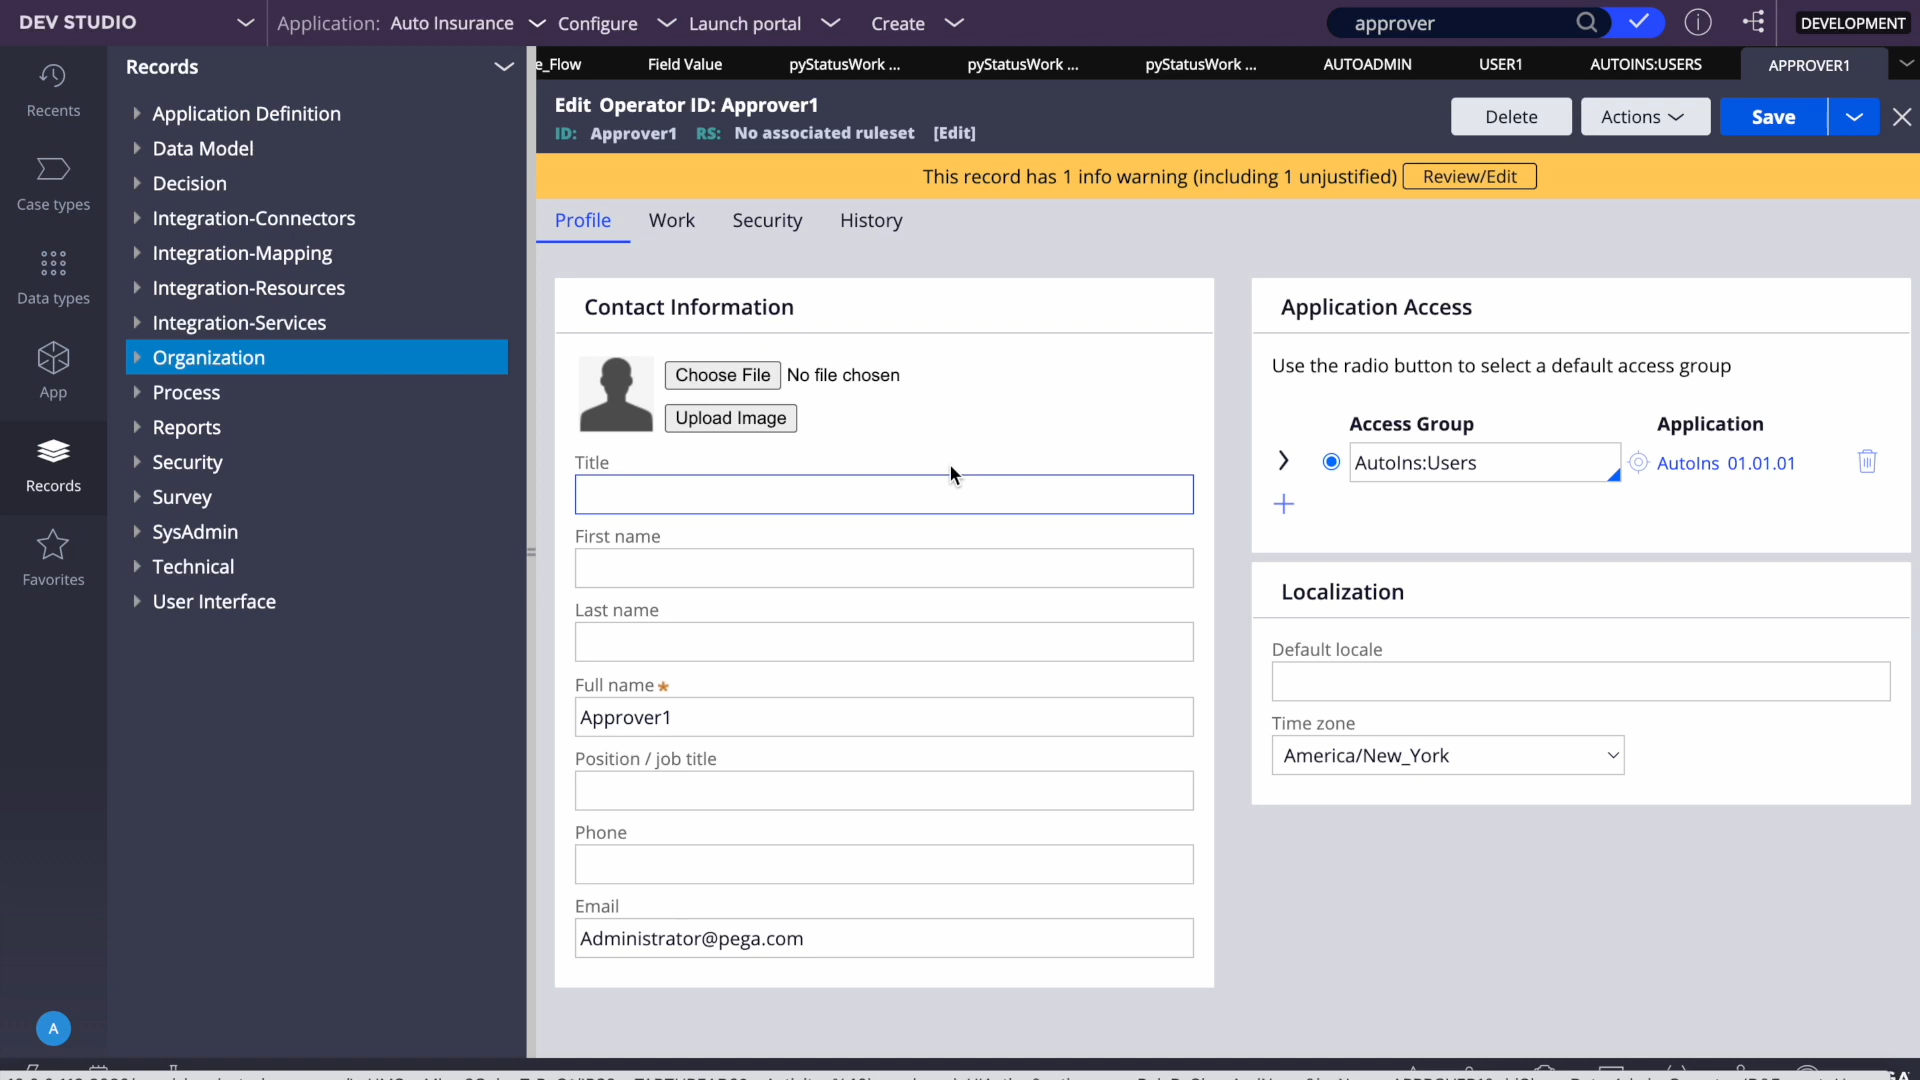 DEV STUDIO
Application: Auto Insurance
Configure
Launch portal
Create
approver
DEVELOPMENT
Recents
Case types
Data types
App
Records
Favorites
A
Records
Application Definition
Data Model
Decision
Integration-Connectors
Integration-Mapping
Integration-Resources
Integration-Services
Organization
Process
Reports
Security
Survey
SysAdmin
Technical
User Interface
e_Flow
Field Value
pyStatusWork ...
pyStatusWork ...
pyStatusWork ...
AUTOADMIN
USER1
AUTOINS:USERS
APPROVER1
Edit Operator ID: Approver1
ID: Approver1 RS: No associated ruleset [Edit]
Delete
Actions
Save
This record has 1 info warning (including 1 unjustified)
Review/Edit
Profile
Work
Security
History
Contact Information
Choose File No file chosen
Upload Image
Title
First name
Last name
Full name
Approver1
Position / job title
Phone
Email
Administrator@pega.com
Application Access
Use the radio button to select a default access group
Access Group
Application
AutoIns:Users
AutoIns 01.01.01
Localization
Default locale
Time zone
America/New_York